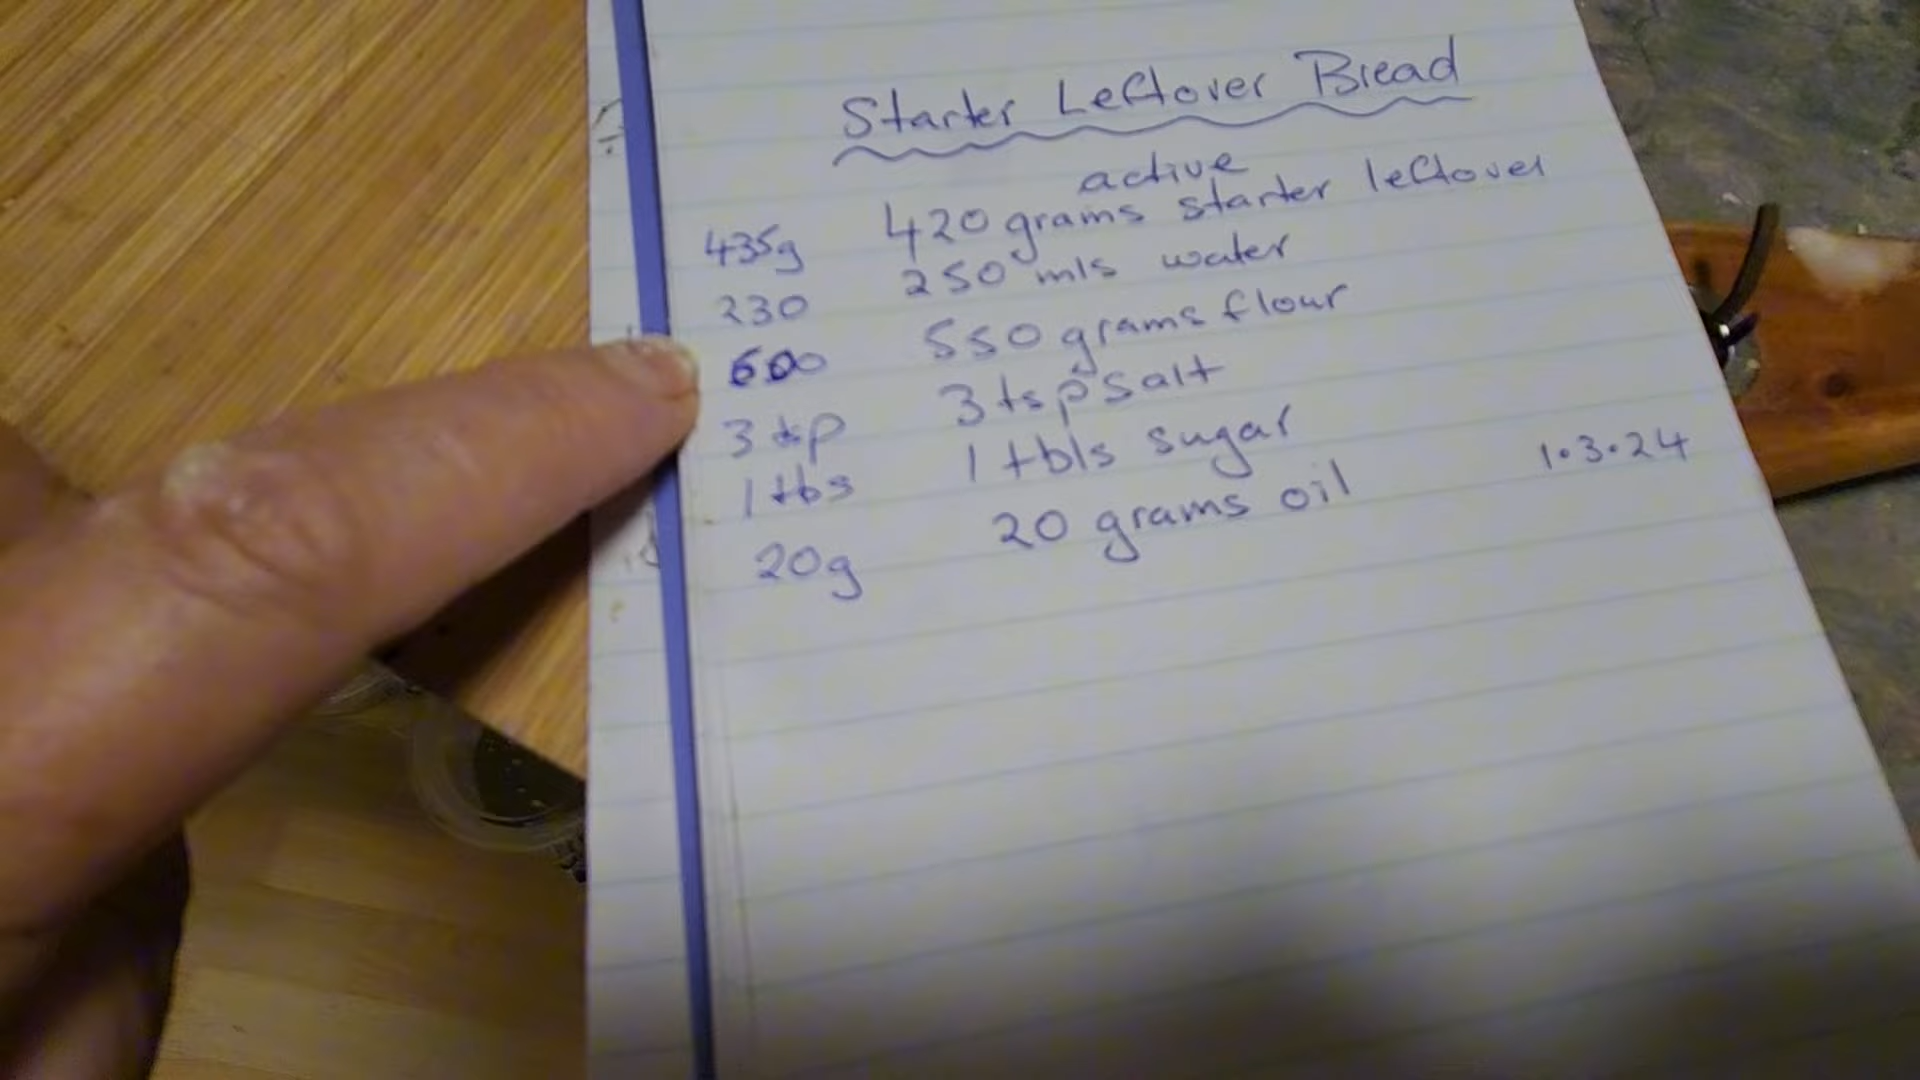 Starter Leftover Bread
active
435g 420 grams starter leftover
230 250 mls water
600 550 grams flour
3 tsp 3 tsp salt
1 tbs 1 tbls sugar
20g 20 grams oil
1.3.24